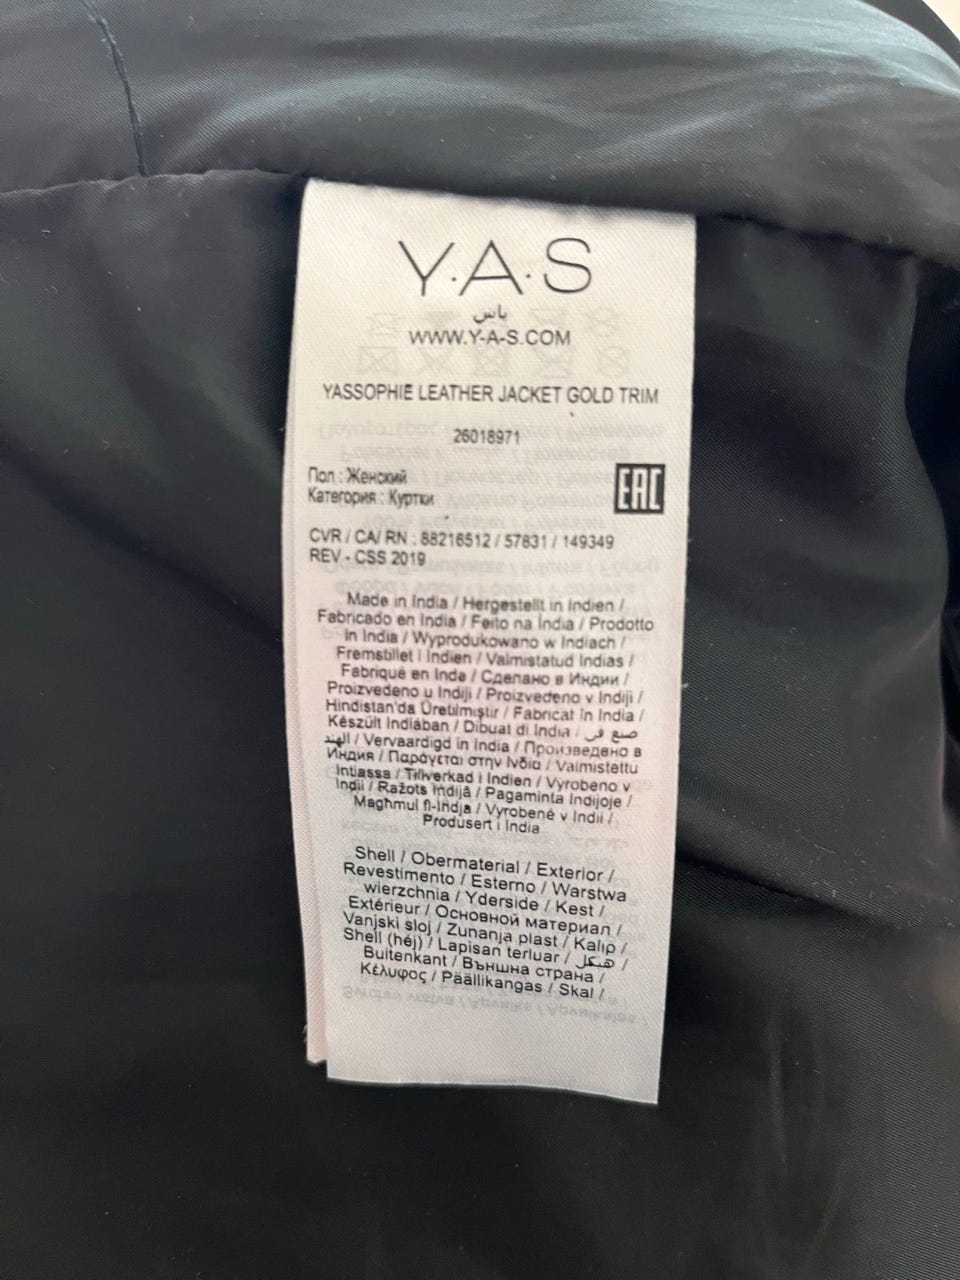 Y.A.S
ياس
WWW.Y-A-S.COM
YASSOPHIE LEATHER JACKET GOLD TRIM
26018971
Пол : Женский
Категория : Куртки
EAC
CVR / CA/ RN : 88216512 / 57831 / 149349
REV - CSS 2019
Made in India / Hergestellt in Indien /
Fabricado en India / Feito na Índia / Prodotto
in India / Wyprodukowano w Indiach /
Fremstillet i Indien / Valmistatud Indias /
Fabriqué en Inde / Сделано в Индии /
Proizvedeno u Indiji / Proizvedeno v Indiji /
Hindistan'da Üretilmiştir / Fabricat în India /
Készült Indiában / Dibuat di India / صنع في
الهند / Vervaardigd in India / Произведено в
Индия / Παράγεται στην Ινδία / Valmistettu
Intiassa / Tillverkad i Indien / Vyrobeno v
Indii / Ražots Indijā / Pagaminta Indijoje /
Magħmul fl-Indja / Vyrobené v Indii /
Produsert i India
Shell / Obermaterial / Exterior /
Revestimento / Esterno / Warstwa
wierzchnia / Yderside / Kest /
Extérieur / Основной материал /
Vanjski sloj / Zunanja plast / Kalıp /
Shell (héj) / Lapisan terluar / هيكل /
Buitenkant / Външна страна /
Κέλυφος / Päällikangas / Skal /